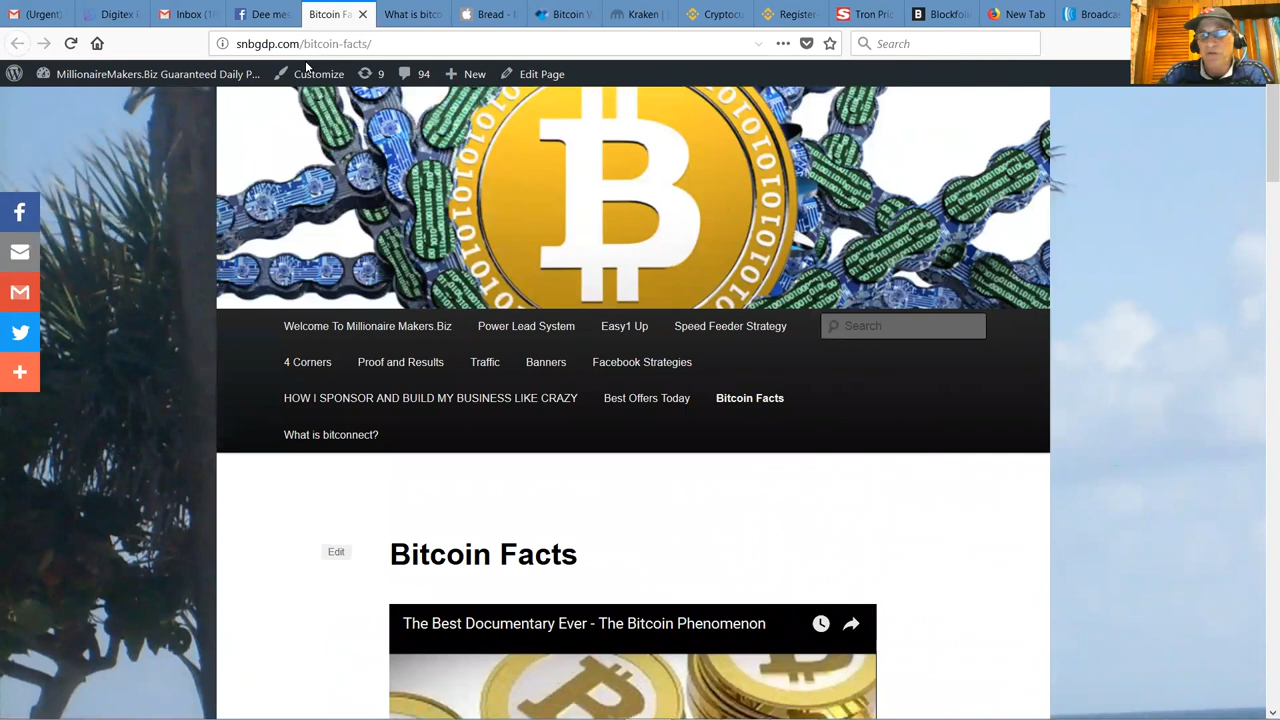 (Urgent) Digitex Inbox (1 Dee mes Bitcoin Fa What is bitco Bread - Bitcoin Kraken | Cryptocu Register Tron Pric Blockfoli New Tab Broadcas
snbgdp.com/bitcoin-facts/ Search
MillionaireMakers.Biz Guaranteed Daily P... Customize 9 94 New Edit Page
Welcome To Millionaire Makers.Biz Power Lead System Easy1 Up Speed Feeder Strategy Search
4 Corners Proof and Results Traffic Banners Facebook Strategies
HOW I SPONSOR AND BUILD MY BUSINESS LIKE CRAZY Best Offers Today Bitcoin Facts
What is bitconnect?
Edit Bitcoin Facts
The Best Documentary Ever - The Bitcoin Phenomenon